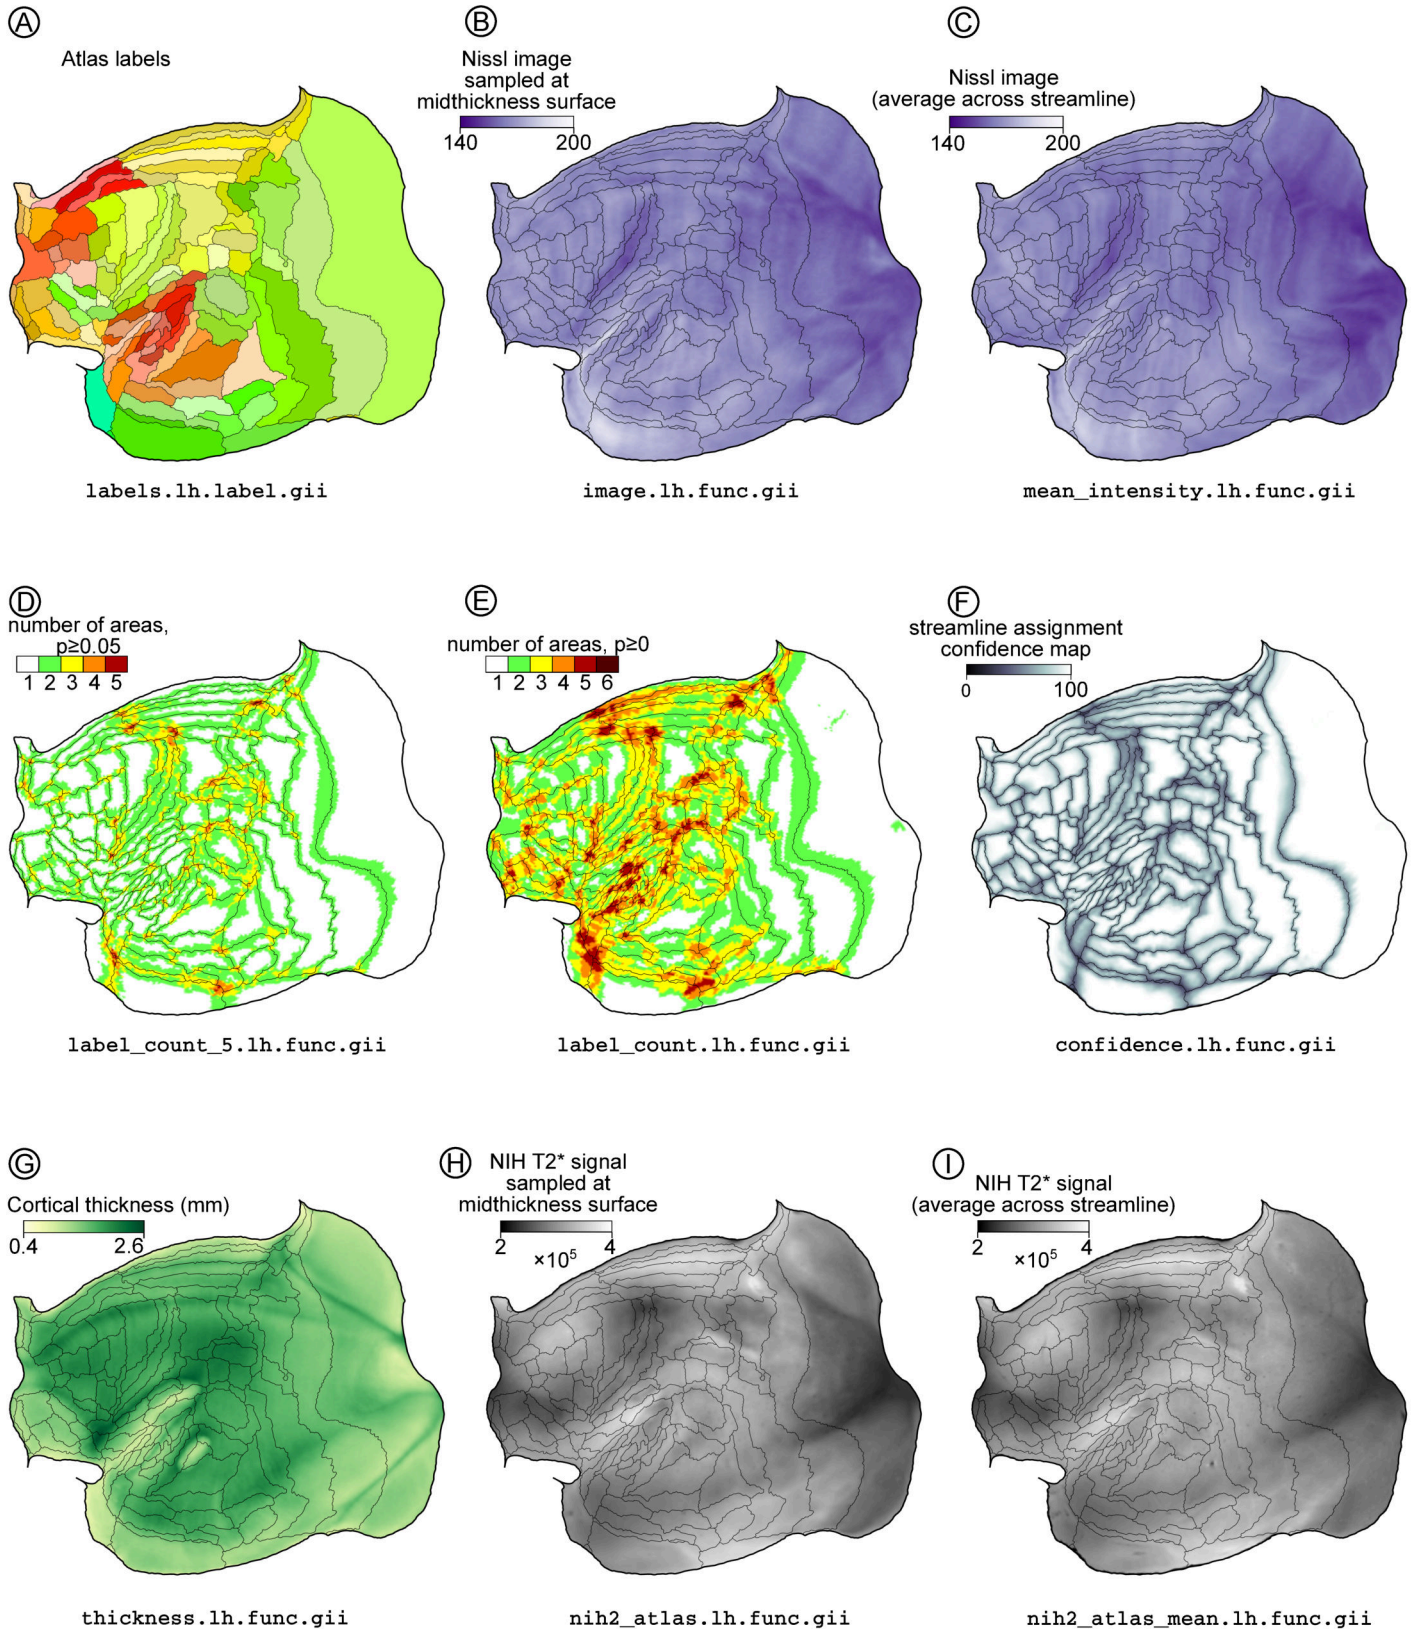 A
Atlas labels
labels.lh.label.gii
B
Nissl image
sampled at
midthickness surface
140 200
image.lh.func.gii
C
Nissl image
(average across streamline)
140 200
mean_intensity.lh.func.gii
D
number of areas,
p≥0.05
1 2 3 4 5
label_count_5.lh.func.gii
E
number of areas, p≥0
1 2 3 4 5 6
label_count.lh.func.gii
F
streamline assignment
confidence map
0 100
confidence.lh.func.gii
G
Cortical thickness (mm)
0.4 2.6
thickness.lh.func.gii
H
NIH T2* signal
sampled at
midthickness surface
2 4
×10⁵
nih2_atlas.lh.func.gii
I
NIH T2* signal
(average across streamline)
2 4
×10⁵
nih2_atlas_mean.lh.func.gii